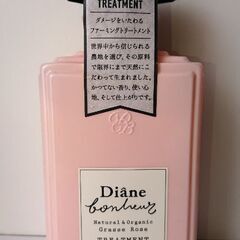 TREATMENT
ダメージをいたわる
ファーミングトリートメント
世界中から信じられる
農地を選び、その原料
で限界にまで天然にこ
だわって生まれました。
かつてない香り、使い心
地、そして仕上がりです。
Diane
bonheur
Natural & Organic
Grasse Rose
TREATMENT